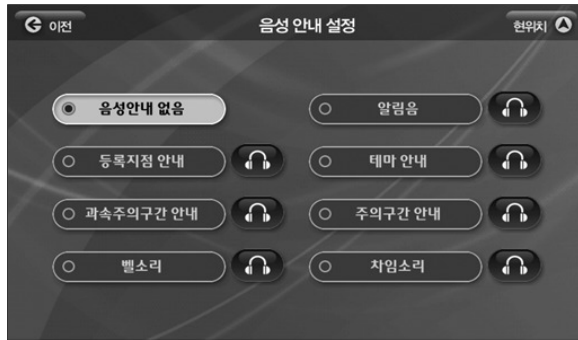 이전
음성 안내 설정
현위치
음성안내 없음
알림음
등록지점 안내
테마 안내
과속주의구간 안내
주의구간 안내
벨소리
차임소리